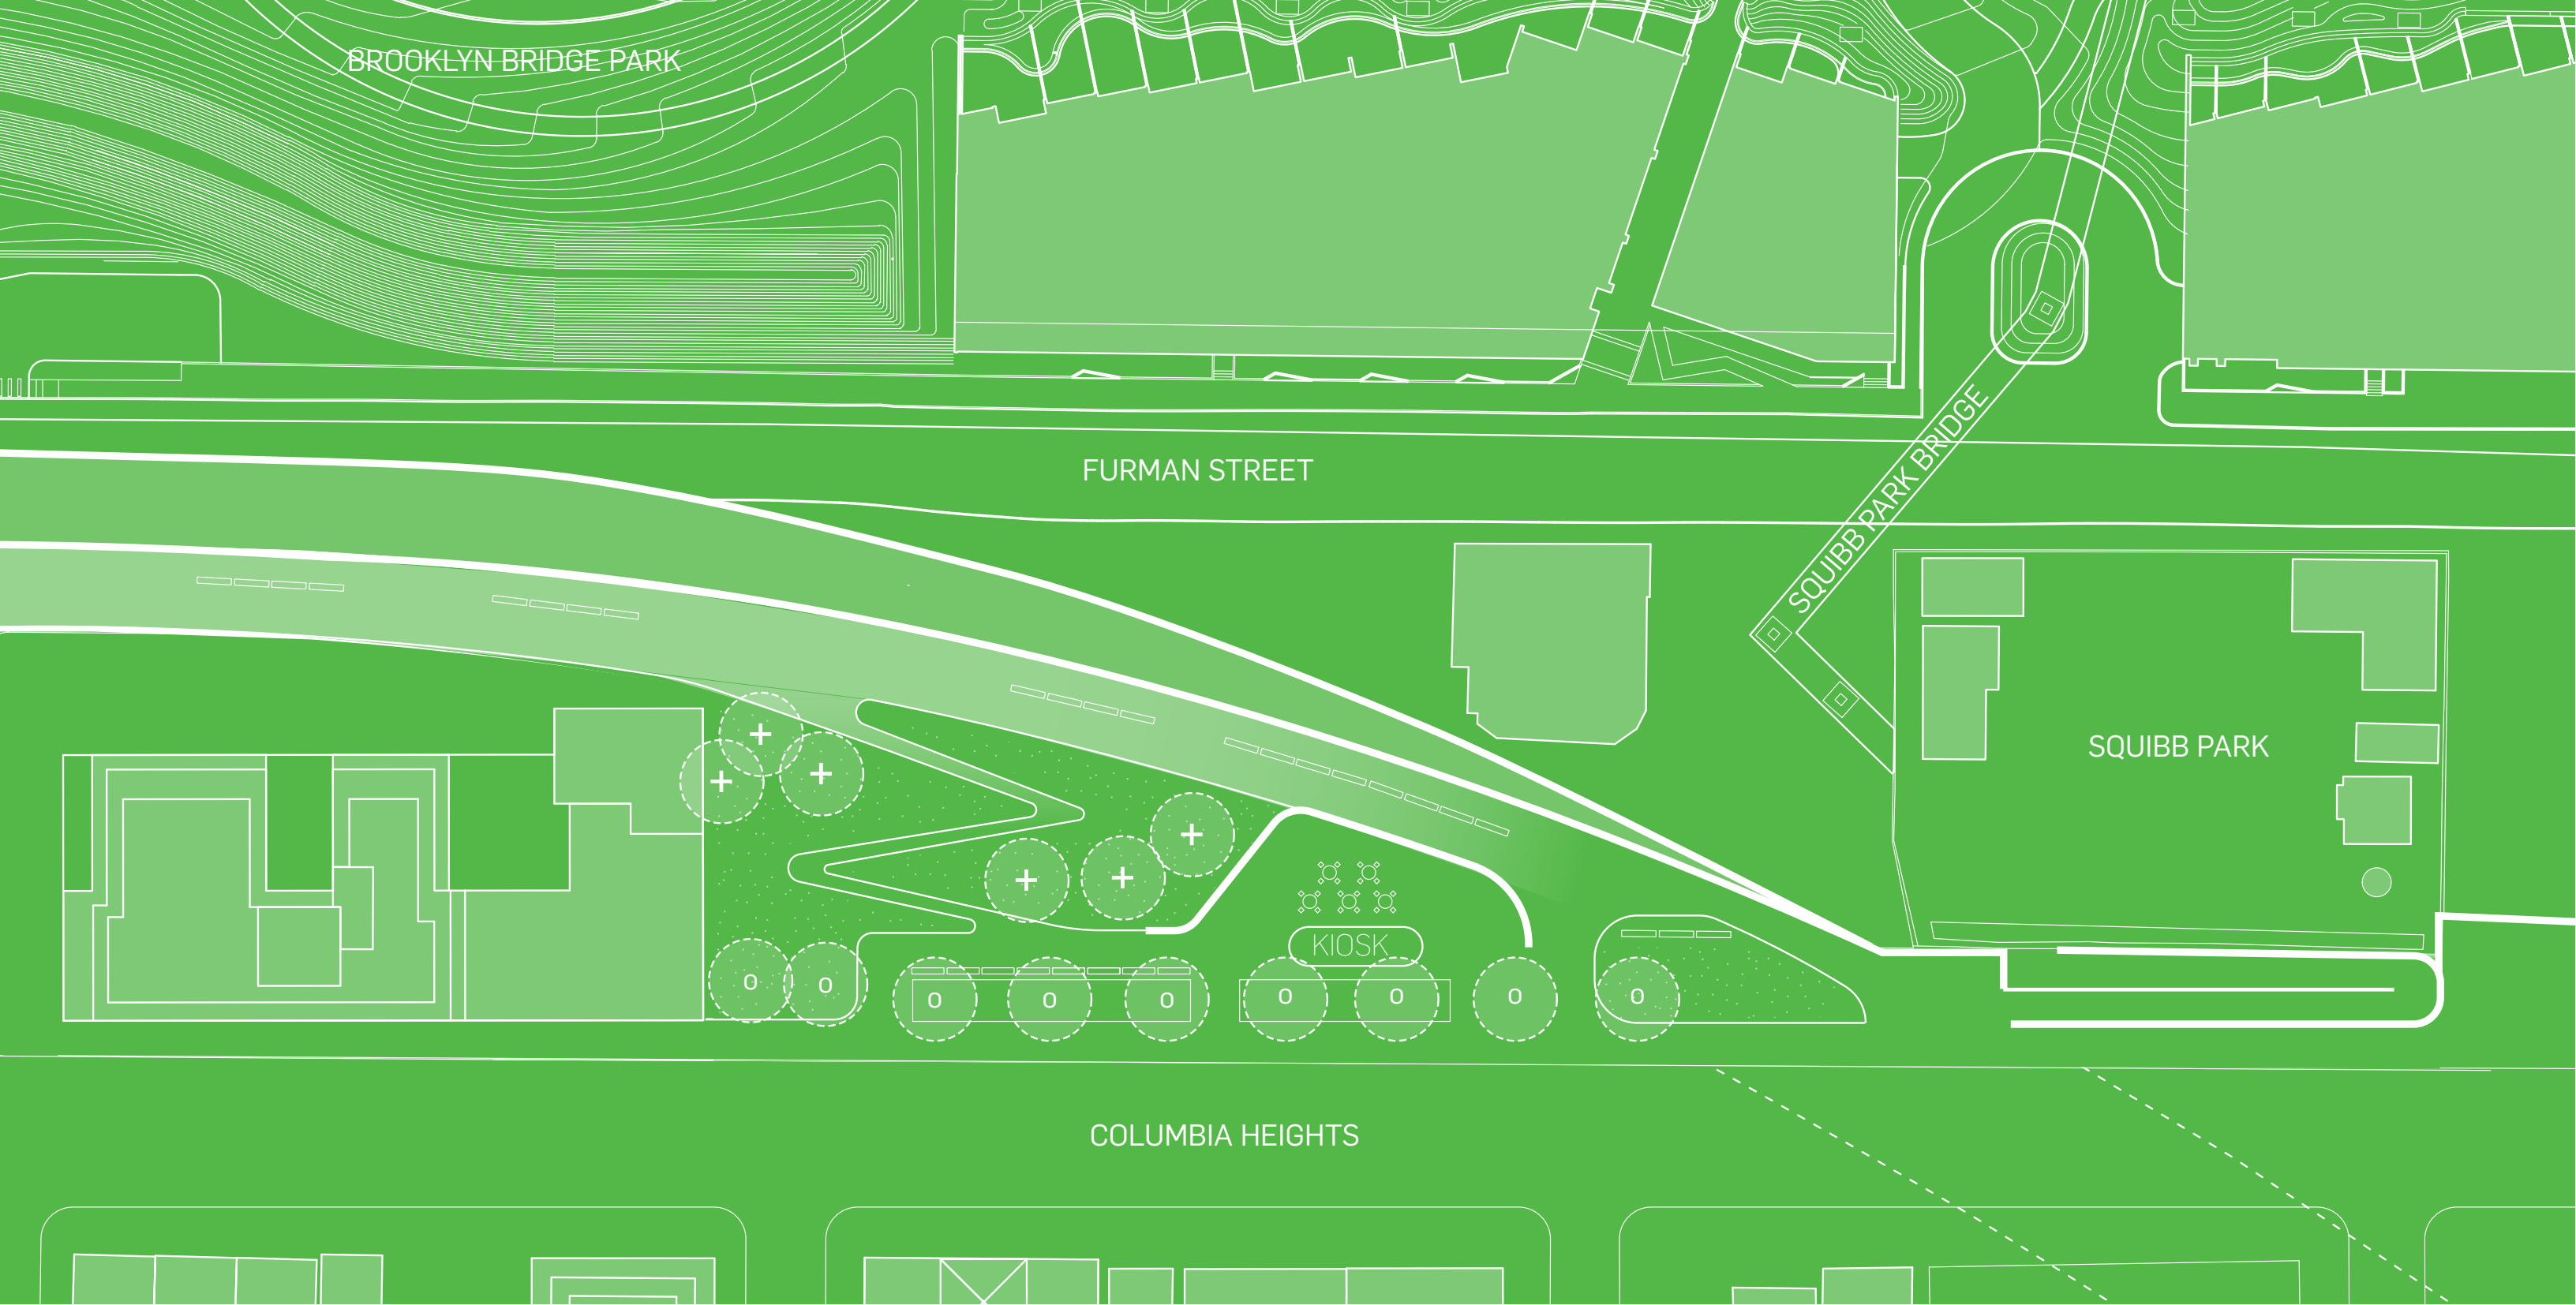 BROOKLYN BRIDGE PARK
FURMAN STREET
SQUIBB PARK BRIDGE
SQUIBB PARK
KIOSK
COLUMBIA HEIGHTS